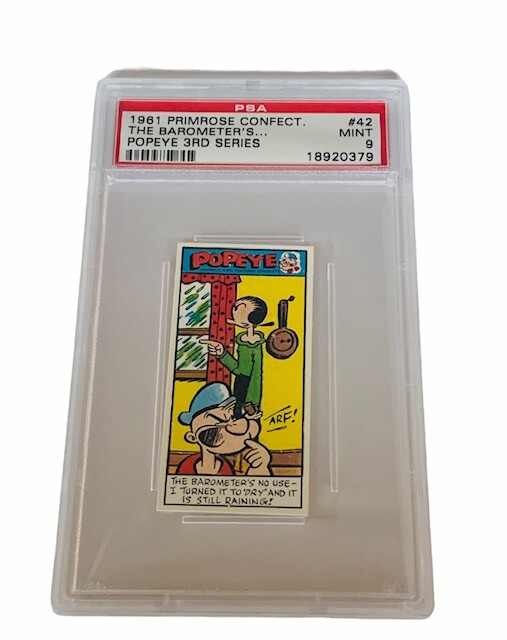 PSA
1961 PRIMROSE CONFECT. #42
THE BAROMETER'S... MINT
POPEYE 3RD SERIES 9
18920379
POPEYE
ARF!
THE BAROMETER'S NO USE-
I TURNED IT TO "DRY" AND IT
IS STILL RAINING!